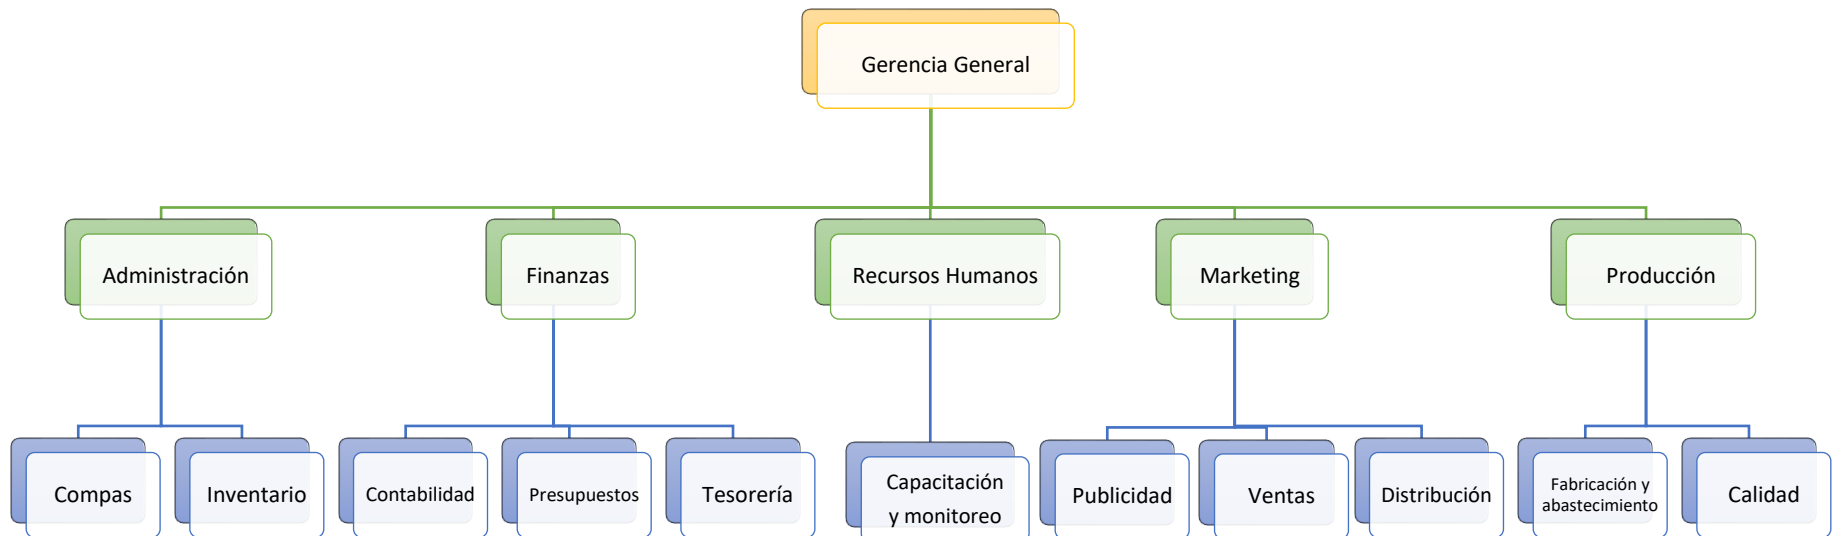 Gerencia General
Administración
Finanzas
Recursos Humanos
Marketing
Producción
Compas
Inventario
Contabilidad
Presupuestos
Tesorería
Capacitación
y monitoreo
Publicidad
Ventas
Distribución
Fabricación y
abastecimiento
Calidad